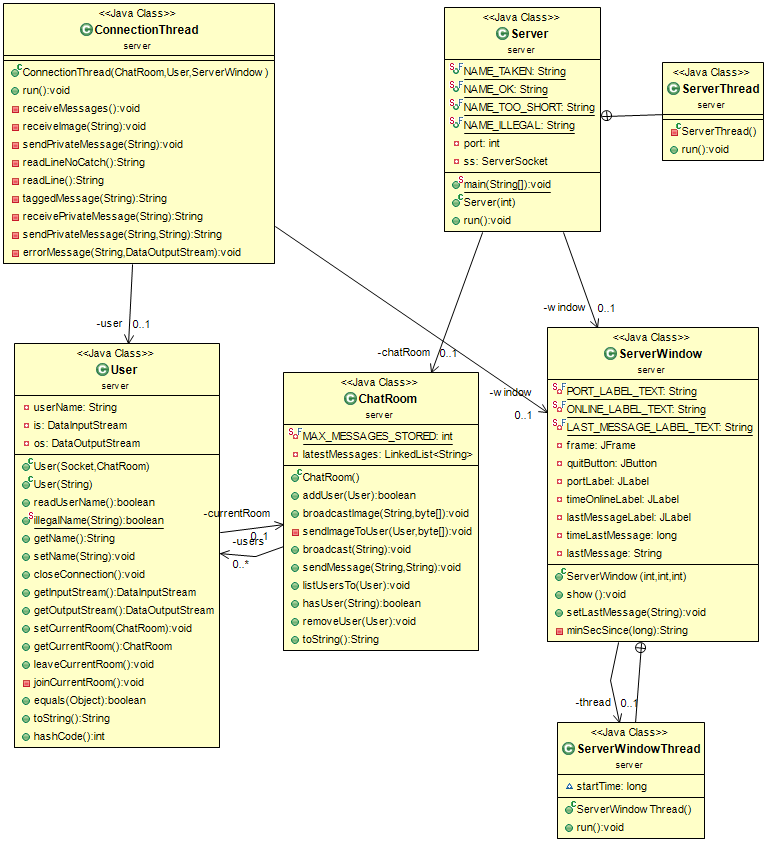 <<Java Class>>
ConnectionThread
server
ConnectionThread(ChatRoom,User,ServerWindow)
run():void
receiveMessages():void
receiveImage(String):void
sendPrivateMessage(String):void
readLineNoCatch():String
readLine():String
taggedMessage(String):String
receivePrivateMessage(String):String
sendPrivateMessage(String,String):String
errorMessage(String,DataOutputStream):void
<<Java Class>>
Server
server
NAME_TAKEN: String
NAME_OK: String
NAME_TOO_SHORT: String
NAME_ILLEGAL: String
port: int
ss: ServerSocket
main(String[]):void
Server(int)
run():void
<<Java Class>>
ServerThread
server
ServerThread()
run():void
-user 0..1
-chatRoom 0..1
-window 0..1
-window
0..1
<<Java Class>>
User
server
userName: String
is: DataInputStream
os: DataOutputStream
User(Socket,ChatRoom)
User(String)
readUserName():boolean
illegalName(String):boolean
getName():String
setName(String):void
closeConnection():void
getInputStream():DataInputStream
getOutputStream():DataOutputStream
setCurrentRoom(ChatRoom):void
getCurrentRoom():ChatRoom
leaveCurrentRoom():void
joinCurrentRoom():void
equals(Object):boolean
toString():String
hashCode():int
-currentRoom
0..1
-users
0..*
<<Java Class>>
ChatRoom
server
MAX_MESSAGES_STORED: int
latestMessages: LinkedList<String>
ChatRoom()
addUser(User):boolean
broadcastImage(String,byte[]):void
sendImageToUser(User,byte[]):void
broadcast(String):void
sendMessage(String,String):void
listUsersTo(User):void
hasUser(String):boolean
removeUser(User):void
toString():String
<<Java Class>>
ServerWindow
server
PORT_LABEL_TEXT: String
ONLINE_LABEL_TEXT: String
LAST_MESSAGE_LABEL_TEXT: String
frame: JFrame
quitButton: JButton
portLabel: JLabel
timeOnlineLabel: JLabel
lastMessageLabel: JLabel
timeLastMessage: long
lastMessage: String
ServerWindow(int,int,int)
show():void
setLastMessage(String):void
minSecSince(long):String
-thread 0..1
<<Java Class>>
ServerWindowThread
server
startTime: long
ServerWindowThread()
run():void